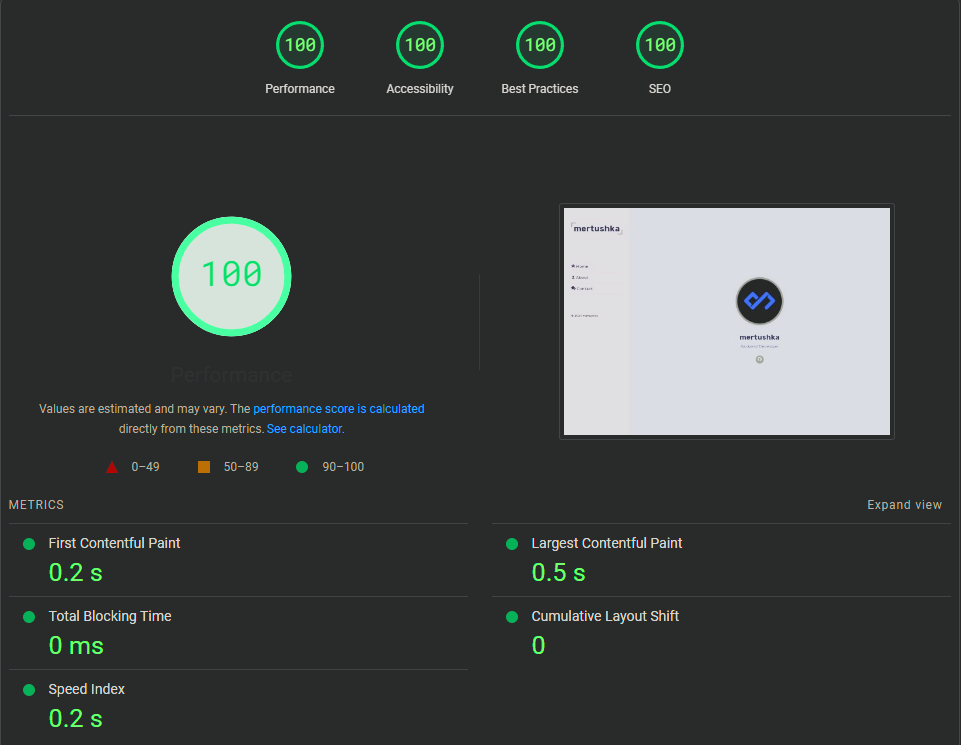 100 100 100 100
Performance Accessibility Best Practices SEO
100
Performance
Values are estimated and may vary. The performance score is calculated
directly from these metrics. See calculator.
0–49 50–89 90–100
mertushka
Home
About
Contact
mertushka
METRICS Expand view
First Contentful Paint
0.2 s
Largest Contentful Paint
0.5 s
Total Blocking Time
0 ms
Cumulative Layout Shift
0
Speed Index
0.2 s